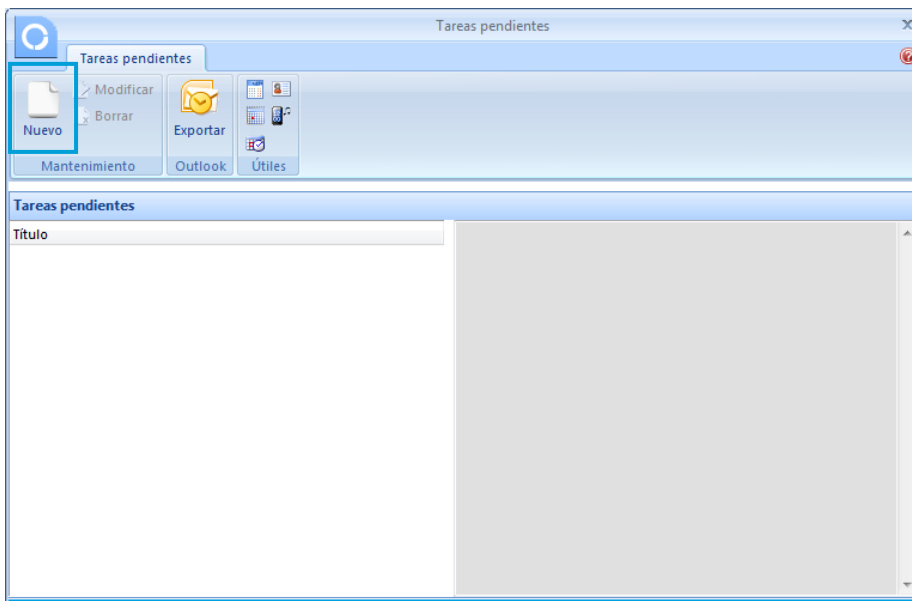 Tareas pendientes
Tareas pendientes
Nuevo
Modificar
Borrar
Exportar
Mantenimiento
Outlook
Útiles
Tareas pendientes
Título